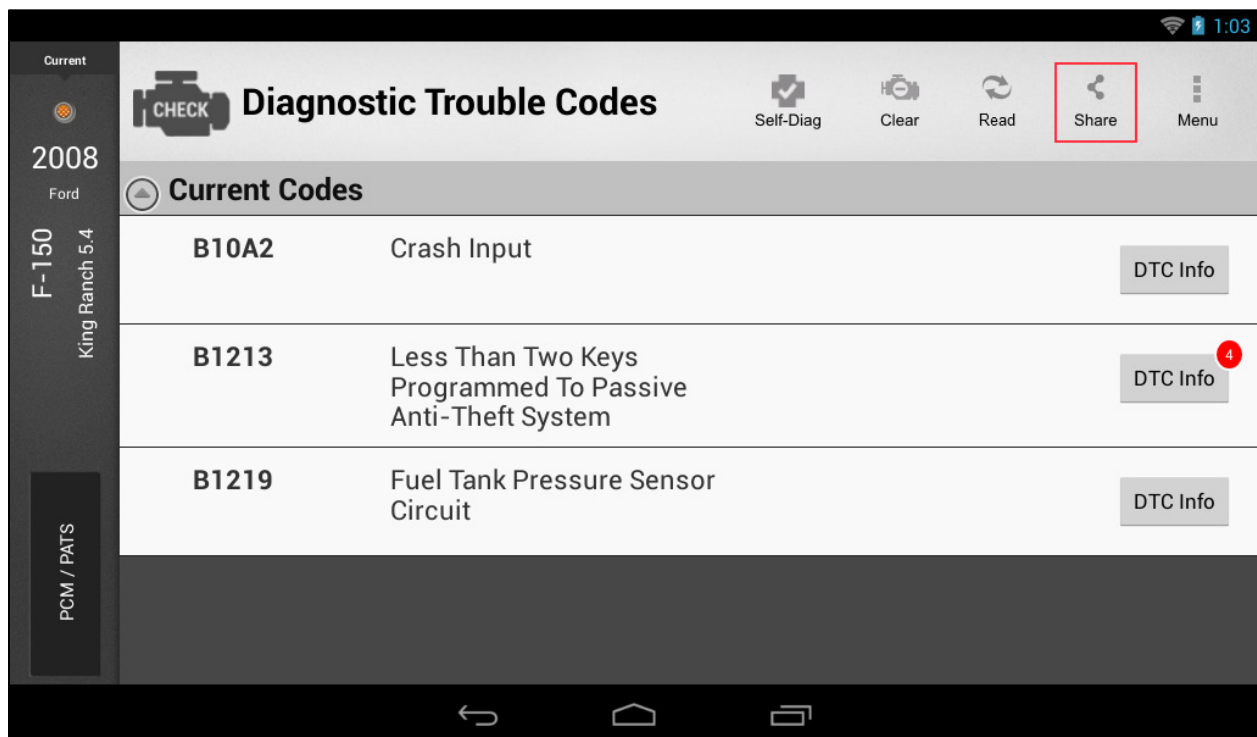 1:03
Current
2008
Ford
F-150
King Ranch 5.4
PCM / PATS
CHECK
Diagnostic Trouble Codes
Self-Diag
Clear
Read
Share
Menu
Current Codes
B10A2 Crash Input
DTC Info
B1213 Less Than Two Keys
Programmed To Passive
Anti-Theft System
DTC Info
4
B1219 Fuel Tank Pressure Sensor
Circuit
DTC Info